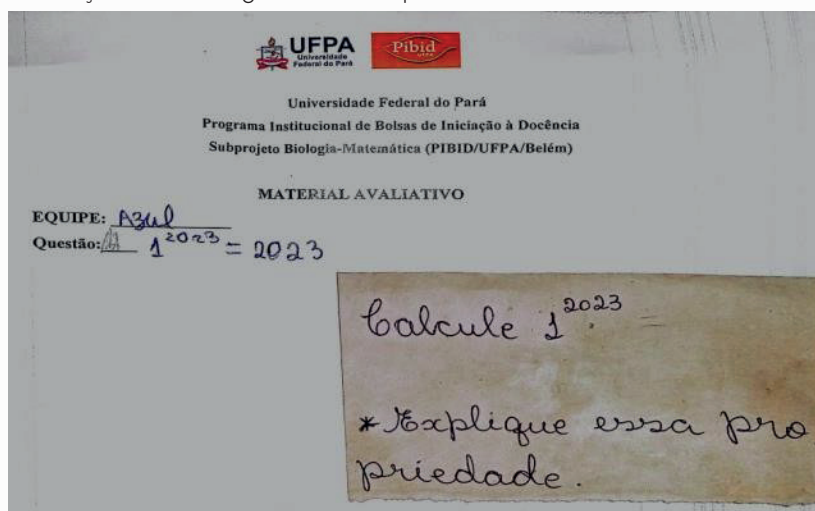 UFPA
Universidade
Federal do Pará
Pibid
UFPA
Universidade Federal do Pará
Programa Institucional de Bolsas de Iniciação à Docência
Subprojeto Biologia-Matemática (PIBID/UFPA/Belém)
MATERIAL AVALIATIVO
EQUIPE: Azul
Questão: 1²⁰²³ = 2023
Calcule 1²⁰²³ =
*Explique essa pro
priedade.